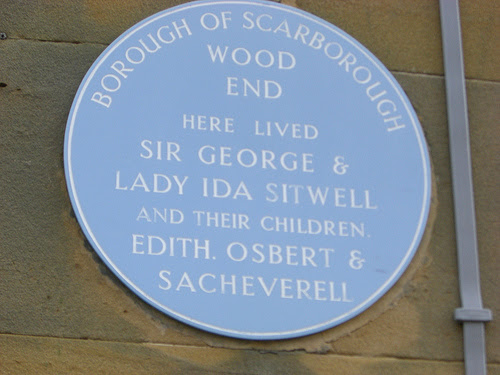 BOROUGH OF SCARBOROUGH
WOOD
END
HERE LIVED
SIR GEORGE &
LADY IDA SITWELL
AND THEIR CHILDREN.
EDITH. OSBERT &
SACHEVERELL